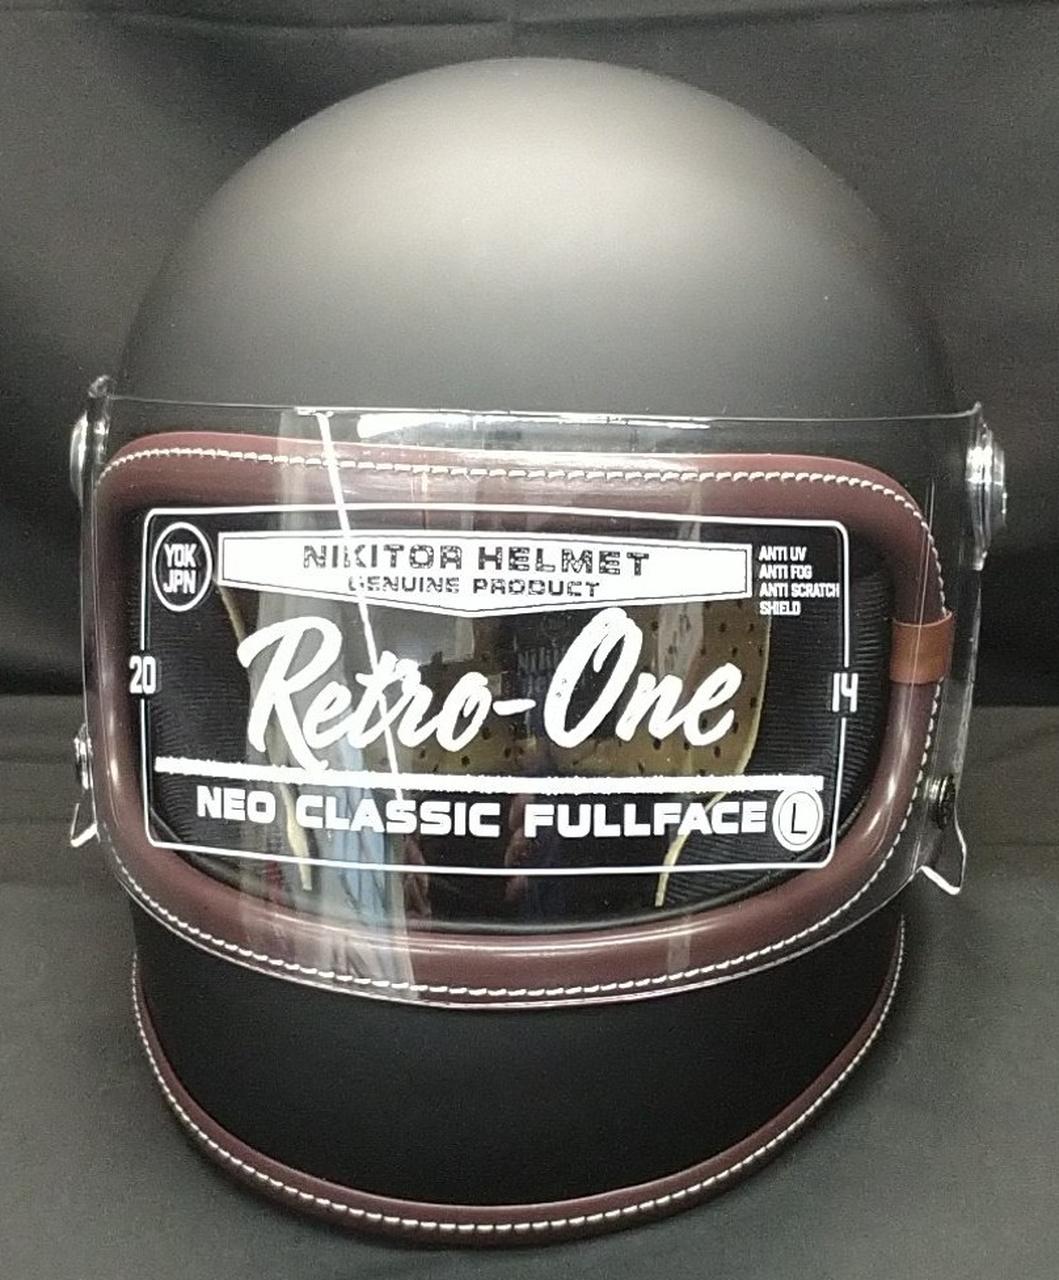 YOK
JPN
NIKITOR HELMET
GENUINE PRODUCT
ANTI UV
ANTI FOG
ANTI SCRATCH
SHIELD
Retro-One
20
14
NEO CLASSIC FULLFACE L